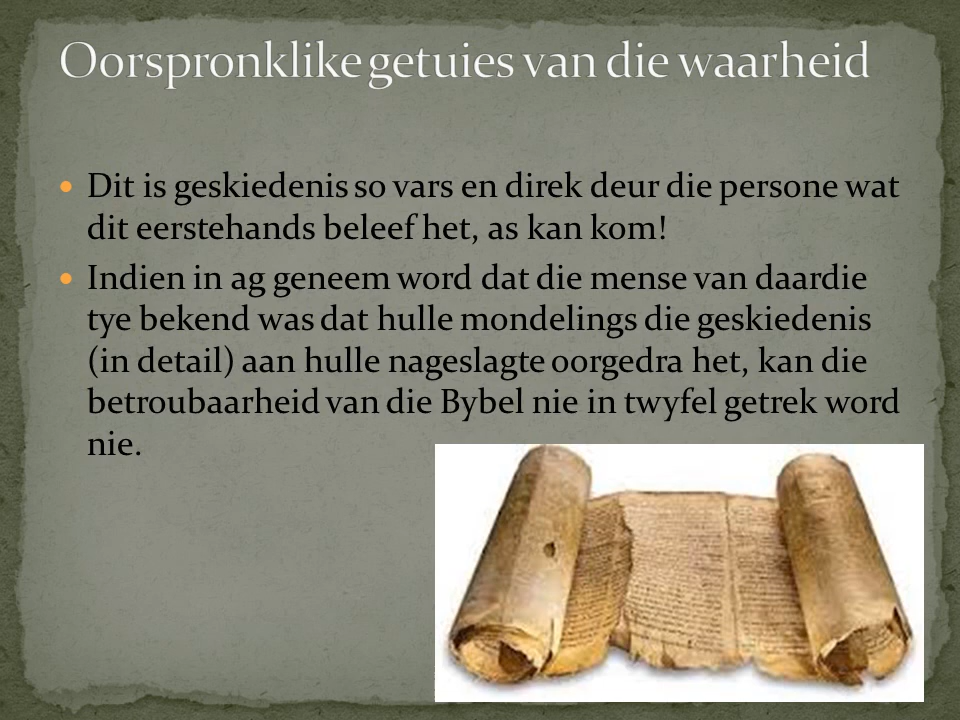 Oorspronklike getuies van die waarheid
Dit is geskiedenis so vars en direk deur die persone wat
dit eerstehands beleef het, as kan kom!
Indien in ag geneem word dat die mense van daardie
tye bekend was dat hulle mondelings die geskiedenis
(in detail) aan hulle nageslagte oorgedra het, kan die
betroubaarheid van die Bybel nie in twyfel getrek word
nie.